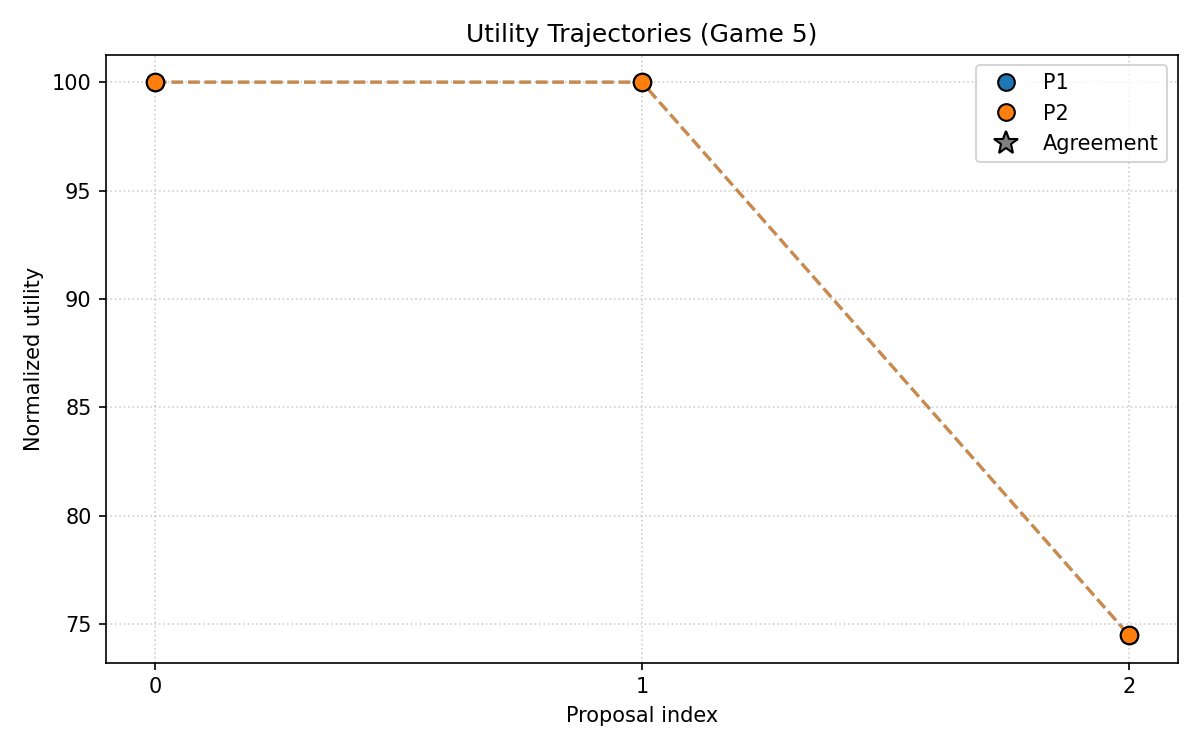 Utility Trajectories (Game 5)
100
95
90
85
80
75
Normalized utility
P1
P2
Agreement
0
1
2
Proposal index